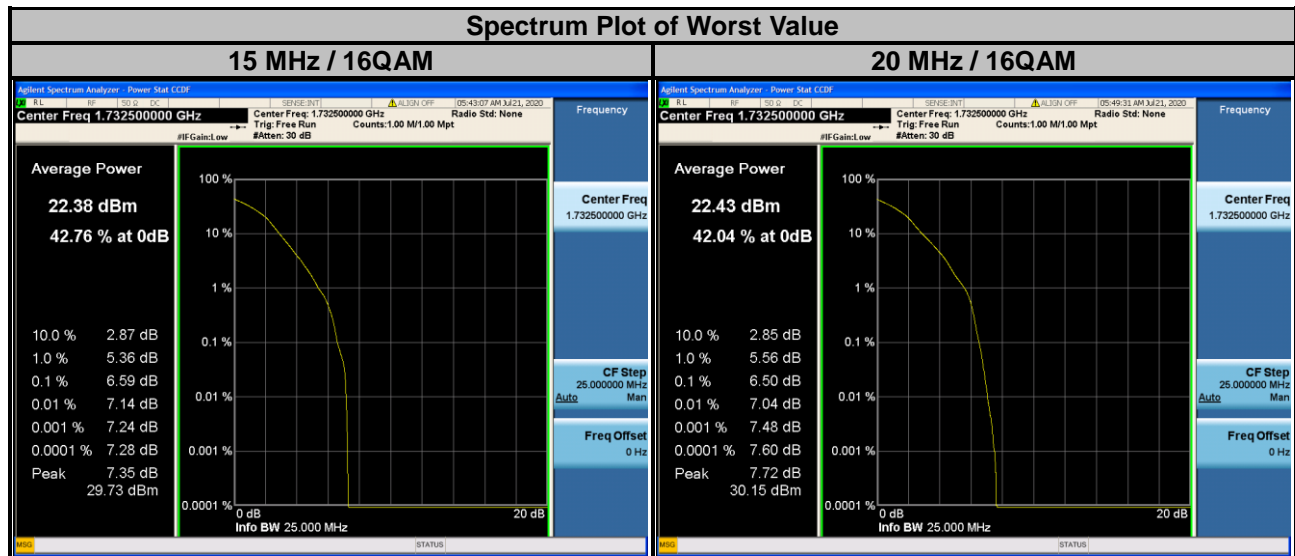 Spectrum Plot of Worst Value
15 MHz / 16QAM
20 MHz / 16QAM
Agilent Spectrum Analyzer - Power Stat CCDF
RL RF 50 Ω DC SENSE:INT ALIGN OFF 05:43:07 AM Jul 21, 2020
Center Freq 1.732500000 GHz
Center Freq: 1.732500000 GHz Radio Std: None
Trig: Free Run Counts:1.00 M/1.00 Mpt
#IFGain:Low #Atten: 30 dB
Frequency
Average Power
22.38 dBm
42.76 % at 0dB
10.0 % 2.87 dB
1.0 % 5.36 dB
0.1 % 6.59 dB
0.01 % 7.14 dB
0.001 % 7.24 dB
0.0001 % 7.28 dB
Peak 7.35 dB
29.73 dBm
100 %
10 %
1 %
0.1 %
0.01 %
0.001 %
0.0001 %
0 dB 20 dB
Info BW 25.000 MHz
Center Freq
1.732500000 GHz
CF Step
25.000000 MHz
Auto Man
Freq Offset
0 Hz
MSG STATUS
Agilent Spectrum Analyzer - Power Stat CCDF
RL RF 50 Ω DC SENSE:INT ALIGN OFF 05:49:31 AM Jul 21, 2020
Center Freq 1.732500000 GHz
Center Freq: 1.732500000 GHz Radio Std: None
Trig: Free Run Counts:1.00 M/1.00 Mpt
#IFGain:Low #Atten: 30 dB
Frequency
Average Power
22.43 dBm
42.04 % at 0dB
10.0 % 2.85 dB
1.0 % 5.56 dB
0.1 % 6.50 dB
0.01 % 7.04 dB
0.001 % 7.48 dB
0.0001 % 7.60 dB
Peak 7.72 dB
30.15 dBm
100 %
10 %
1 %
0.1 %
0.01 %
0.001 %
0.0001 %
0 dB 20 dB
Info BW 25.000 MHz
Center Freq
1.732500000 GHz
CF Step
25.000000 MHz
Auto Man
Freq Offset
0 Hz
MSG STATUS